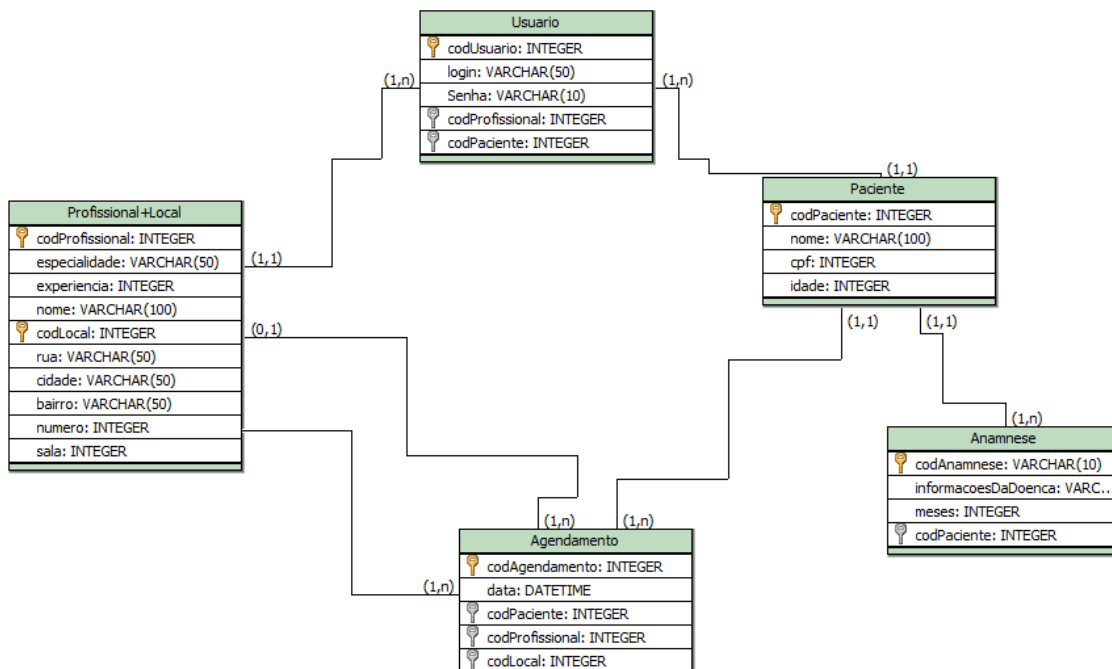 Usuario
codUsuario: INTEGER
login: VARCHAR(50)
Senha: VARCHAR(10)
codProfissional: INTEGER
codPaciente: INTEGER
(1,n)
(1,n)
(1,1)
Paciente
codPaciente: INTEGER
nome: VARCHAR(100)
cpf: INTEGER
idade: INTEGER
Profissional+Local
codProfissional: INTEGER
especialidade: VARCHAR(50)
experiencia: INTEGER
nome: VARCHAR(100)
codLocal: INTEGER
rua: VARCHAR(50)
cidade: VARCHAR(50)
bairro: VARCHAR(50)
numero: INTEGER
sala: INTEGER
(1,1)
(0,1)
(1,1)
(1,1)
(1,n)
Anamnese
codAnamnese: VARCHAR(10)
informacoesDaDoenca: VARC...
meses: INTEGER
codPaciente: INTEGER
(1,n)
(1,n)
(1,n)
Agendamento
codAgendamento: INTEGER
data: DATETIME
codPaciente: INTEGER
codProfissional: INTEGER
codLocal: INTEGER